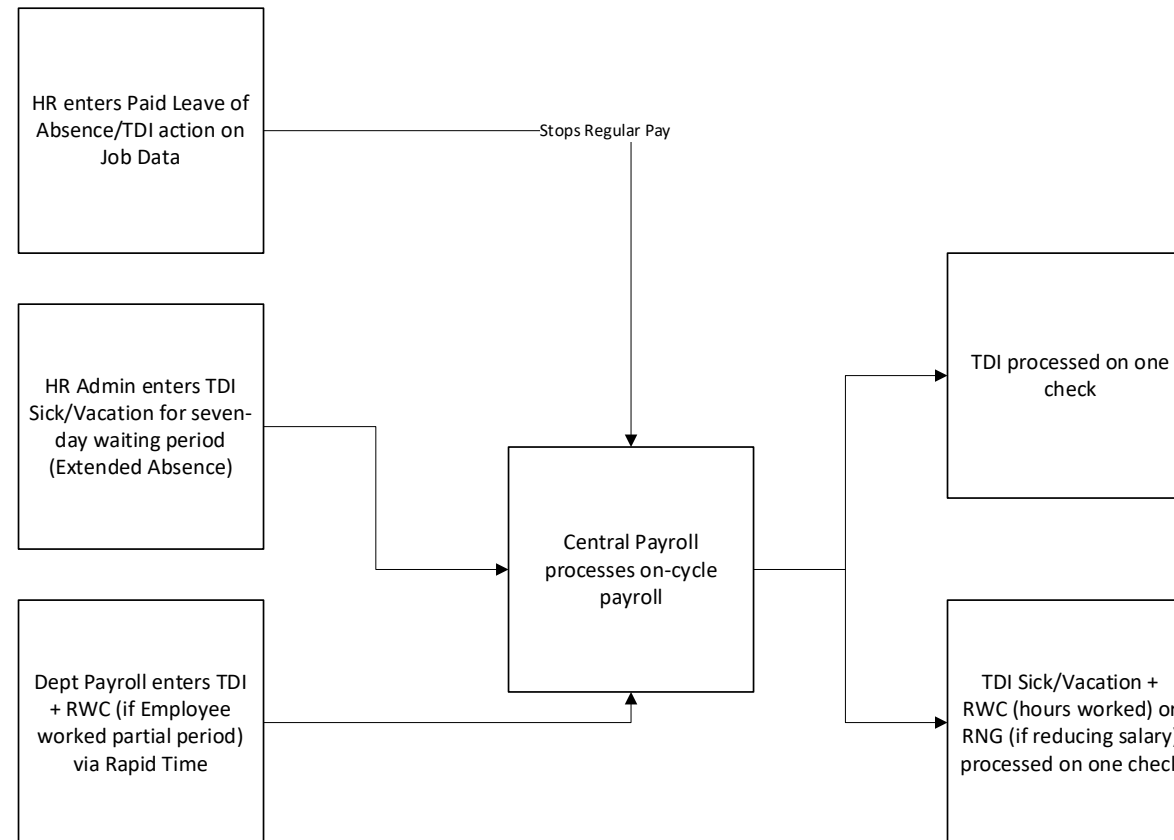 HR enters Paid Leave of
Absence/TDI action on
Job Data
Stops Regular Pay
HR Admin enters TDI
Sick/Vacation for seven-
day waiting period
(Extended Absence)
Dept Payroll enters TDI
+ RWC (if Employee
worked partial period)
via Rapid Time
Central Payroll
processes on-cycle
payroll
TDI processed on one
check
TDI Sick/Vacation +
RWC (hours worked) or
RNG (if reducing salary)
processed on one check